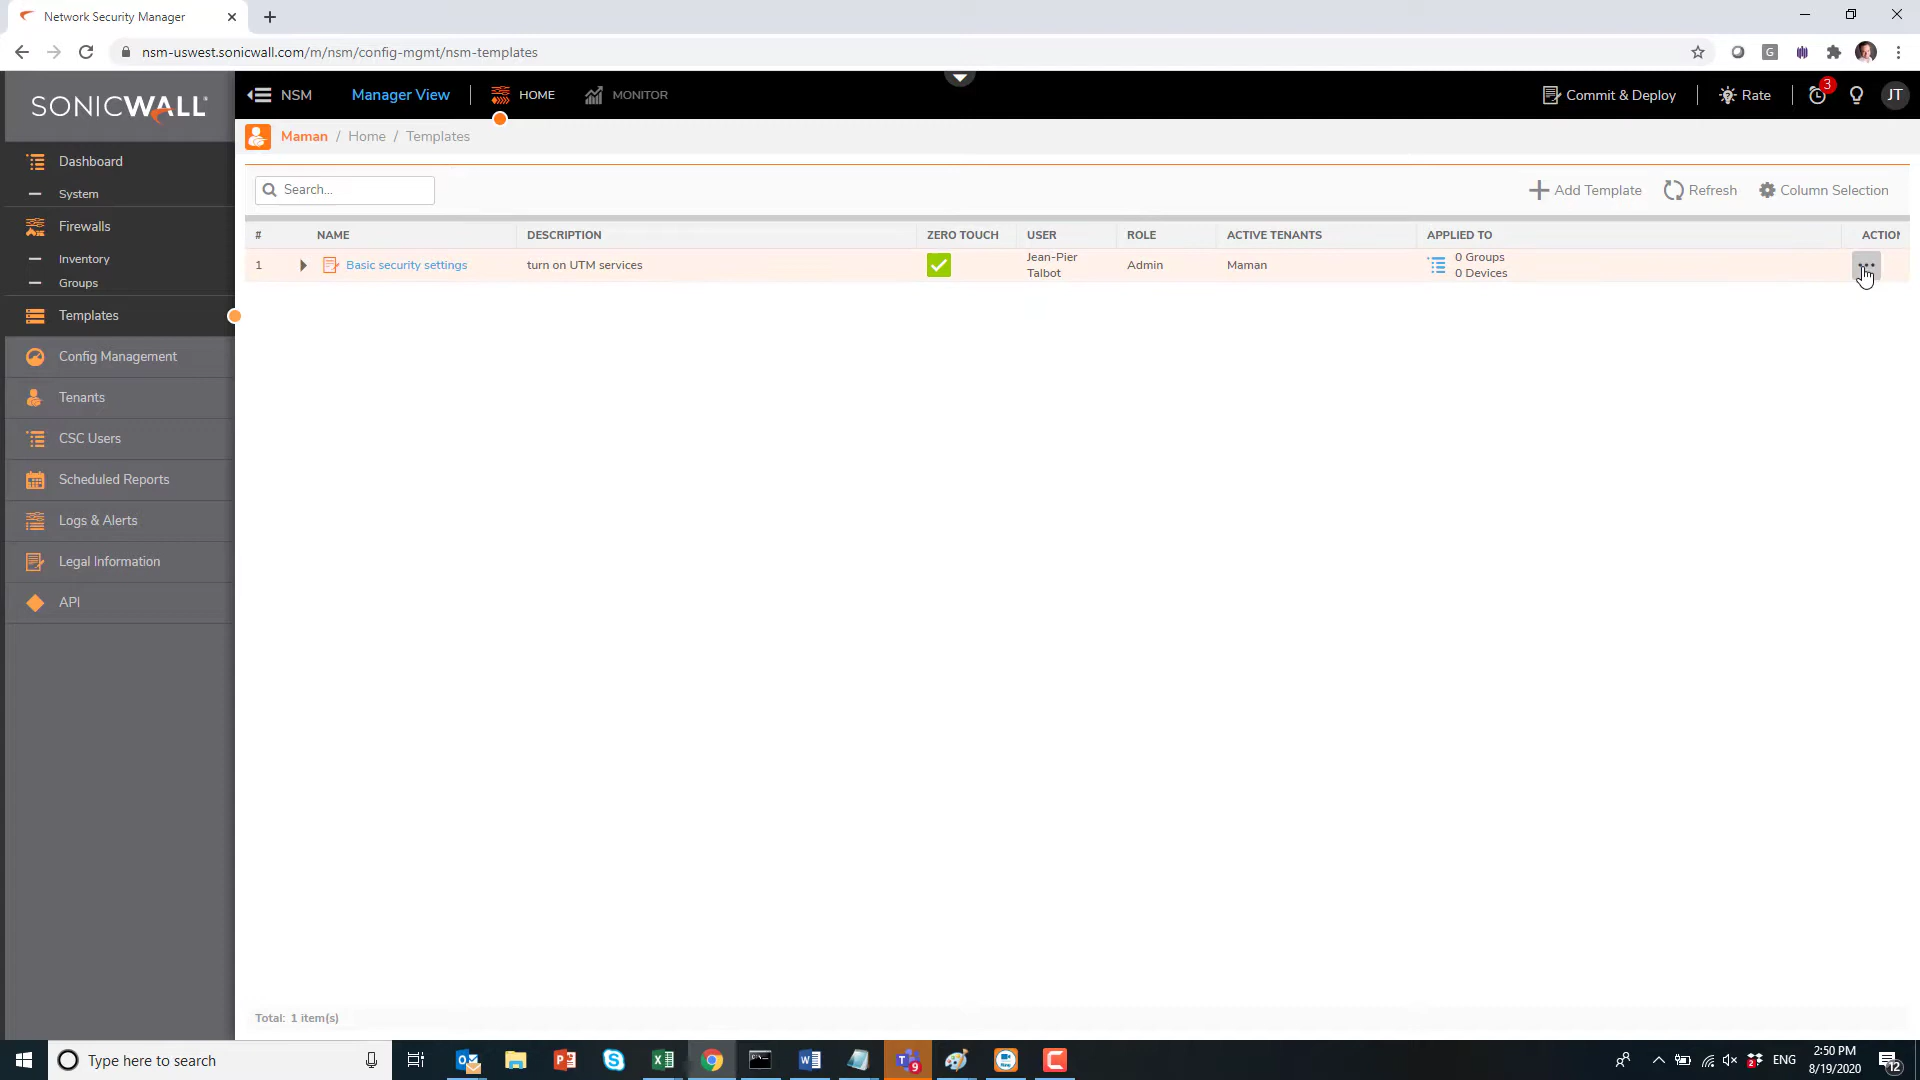 Network Security Manager
nsm-uswest.sonicwall.com/m/nsm/config-mgmt/nsm-templates
G
SONICWALL
NSM
Manager View
HOME
MONITOR
Commit & Deploy
Rate
3
JT
Maman / Home / Templates
Search...
Add Template
Refresh
Column Selection
# NAME DESCRIPTION ZERO TOUCH USER ROLE ACTIVE TENANTS APPLIED TO ACTION
1 Basic security settings turn on UTM services Jean-Pier Talbot Admin Maman 0 Groups
0 Devices
Dashboard
System
Firewalls
Inventory
Groups
Templates
Config Management
Tenants
CSC Users
Scheduled Reports
Logs & Alerts
Legal Information
API
Total: 1 item(s)
Type here to search
9
ENG
2:50 PM
8/19/2020
12